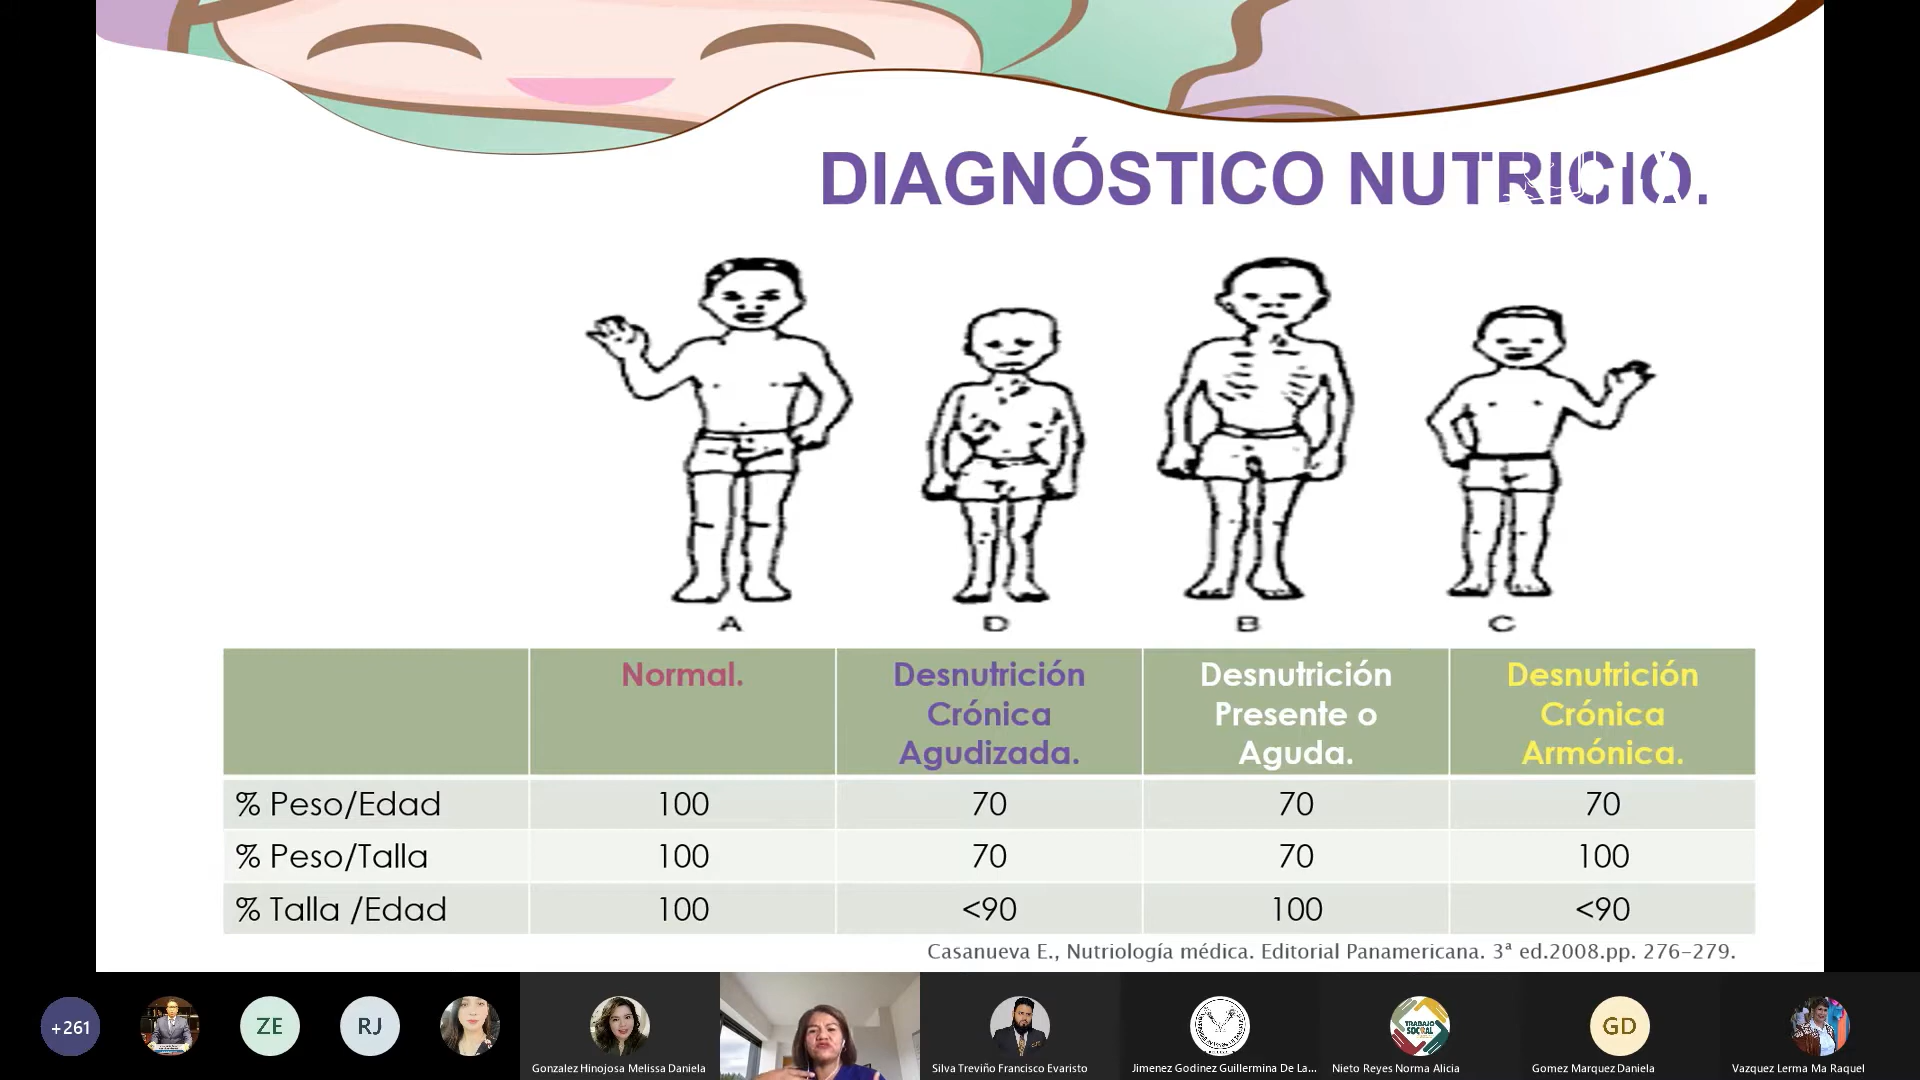 DIAGNÓSTICO NUTRICIO.
A D B C
Normal. Desnutrición Desnutrición Desnutrición
Crónica Presente o Crónica
Agudizada. Aguda. Armónica.
% Peso/Edad 100 70 70 70
% Peso/Talla 100 70 70 100
% Talla /Edad 100 <90 100 <90
Casanueva E., Nutriología médica. Editorial Panamericana. 3ª ed.2008.pp. 276-279.
+261 ZE RJ TRABAJO GD
SOCIAL
Gonzalez Hinojosa Melissa Daniela Silva Treviño Francisco Evaristo Jimenez Godinez Guillermina De La... Nieto Reyes Norma Alicia Gomez Marquez Daniela Vazquez Lerma Ma Raquel